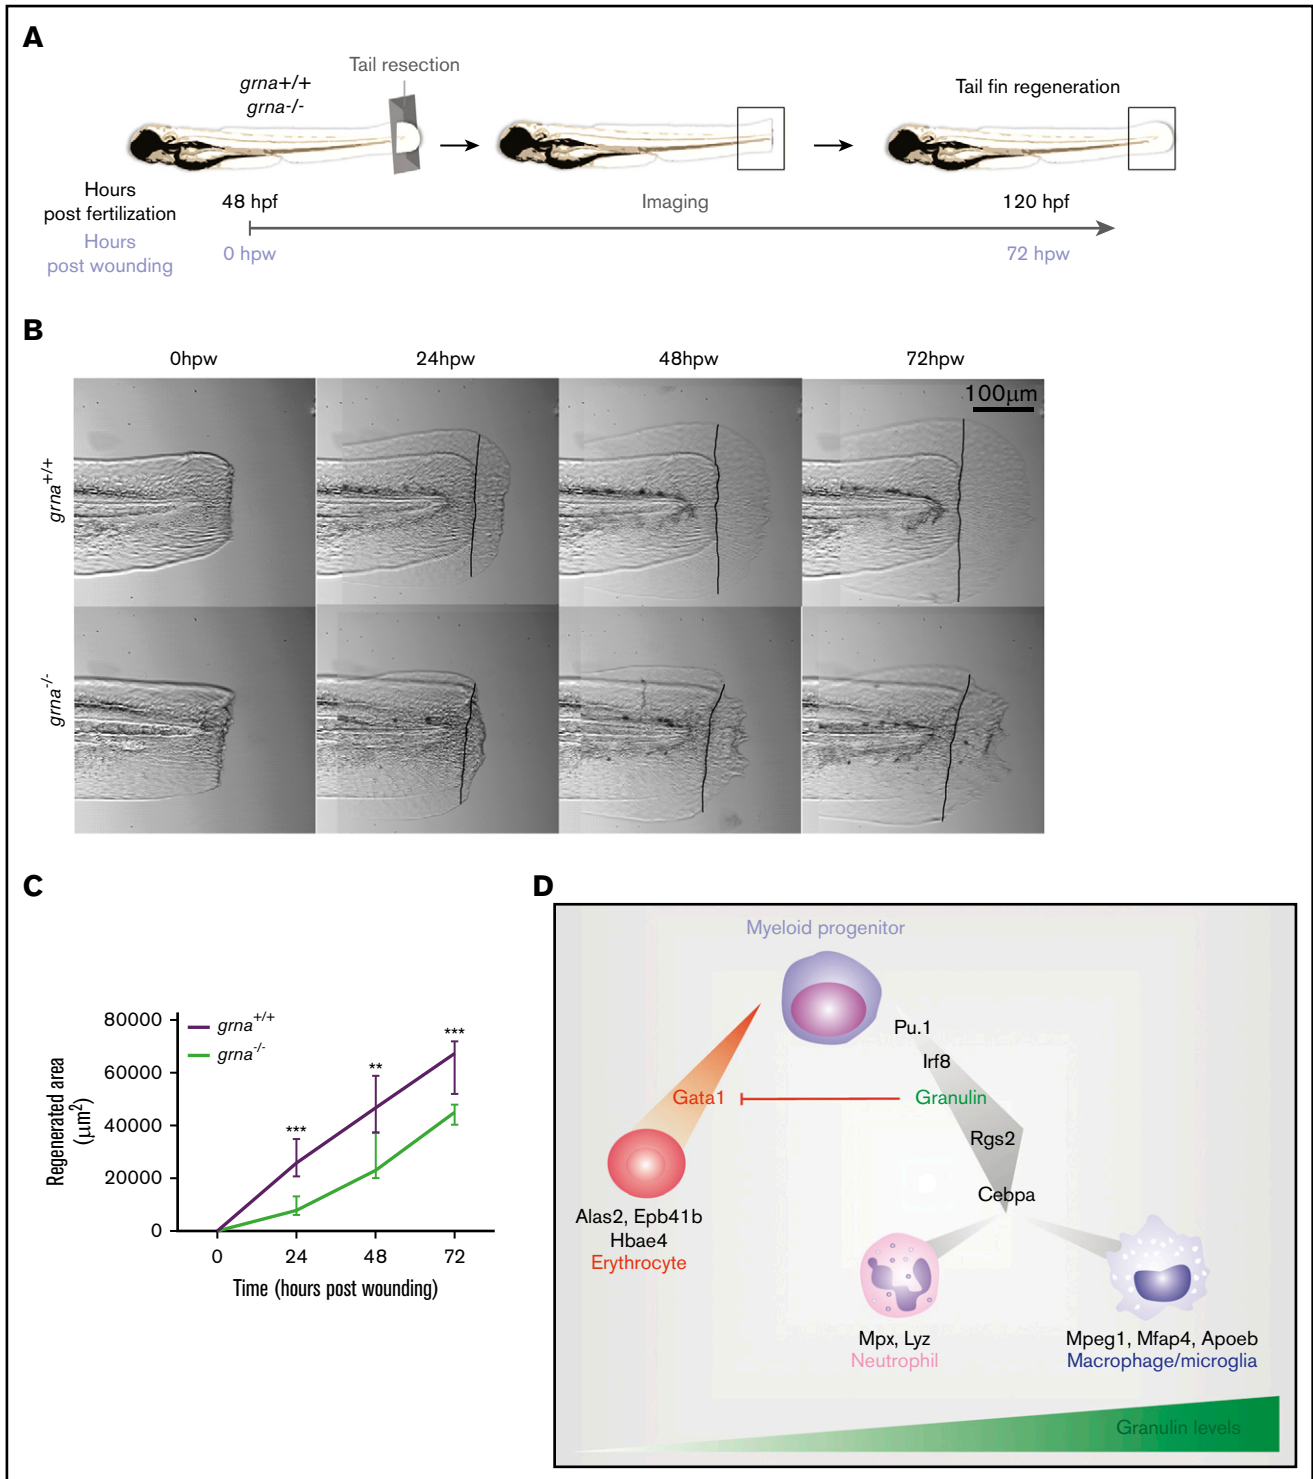 A
Tail resection
grna+/+
grna-/-
Tail fin regeneration
Hours
post fertilization
48 hpf
Imaging
120 hpf
Hours
post wounding
0 hpw
72 hpw
B
0hpw
24hpw
48hpw
72hpw
100μm
grna+/+
grna-/-
C
80000
60000
40000
20000
0
Regenerated area
(μm2)
grna+/+
grna-/-
***
**
***
0
24
48
72
Time (hours post wounding)
D
Myeloid progenitor
Pu.1
Irf8
Gata1
Granulin
Rgs2
Cebpa
Alas2, Epb41b
Hbae4
Erythrocyte
Mpx, Lyz
Neutrophil
Mpeg1, Mfap4, Apoeb
Macrophage/microglia
Granulin levels